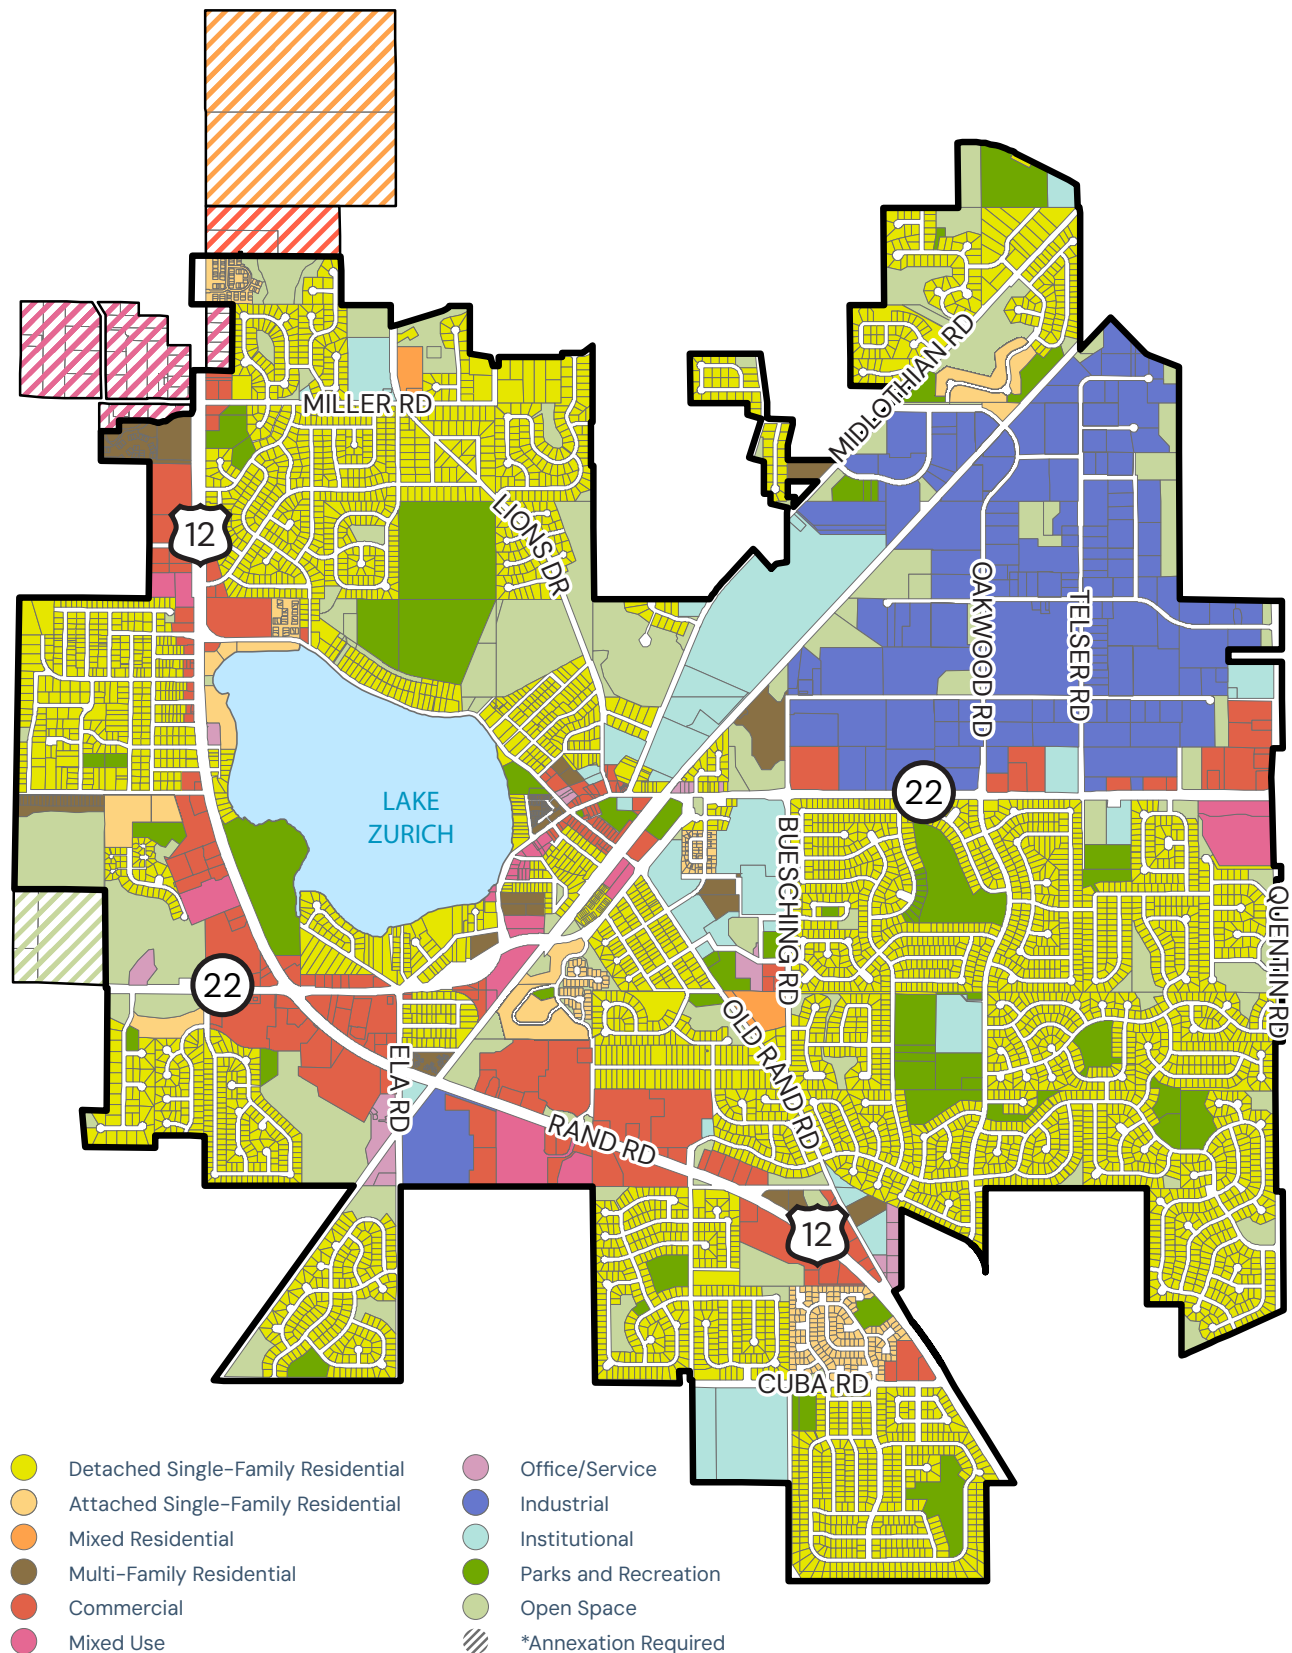 MIDLOTHIAN RD
MILLER RD
LIONS DR
12
OAKWOOD RD
TELSER RD
LAKE
ZURICH
22
BUESCHING RD
QUENTIN RD
22
OLD RAND RD
ELA RD
RAND RD
12
CUBA RD
Detached Single-Family Residential
Attached Single-Family Residential
Mixed Residential
Multi-Family Residential
Commercial
Mixed Use
Office/Service
Industrial
Institutional
Parks and Recreation
Open Space
*Annexation Required